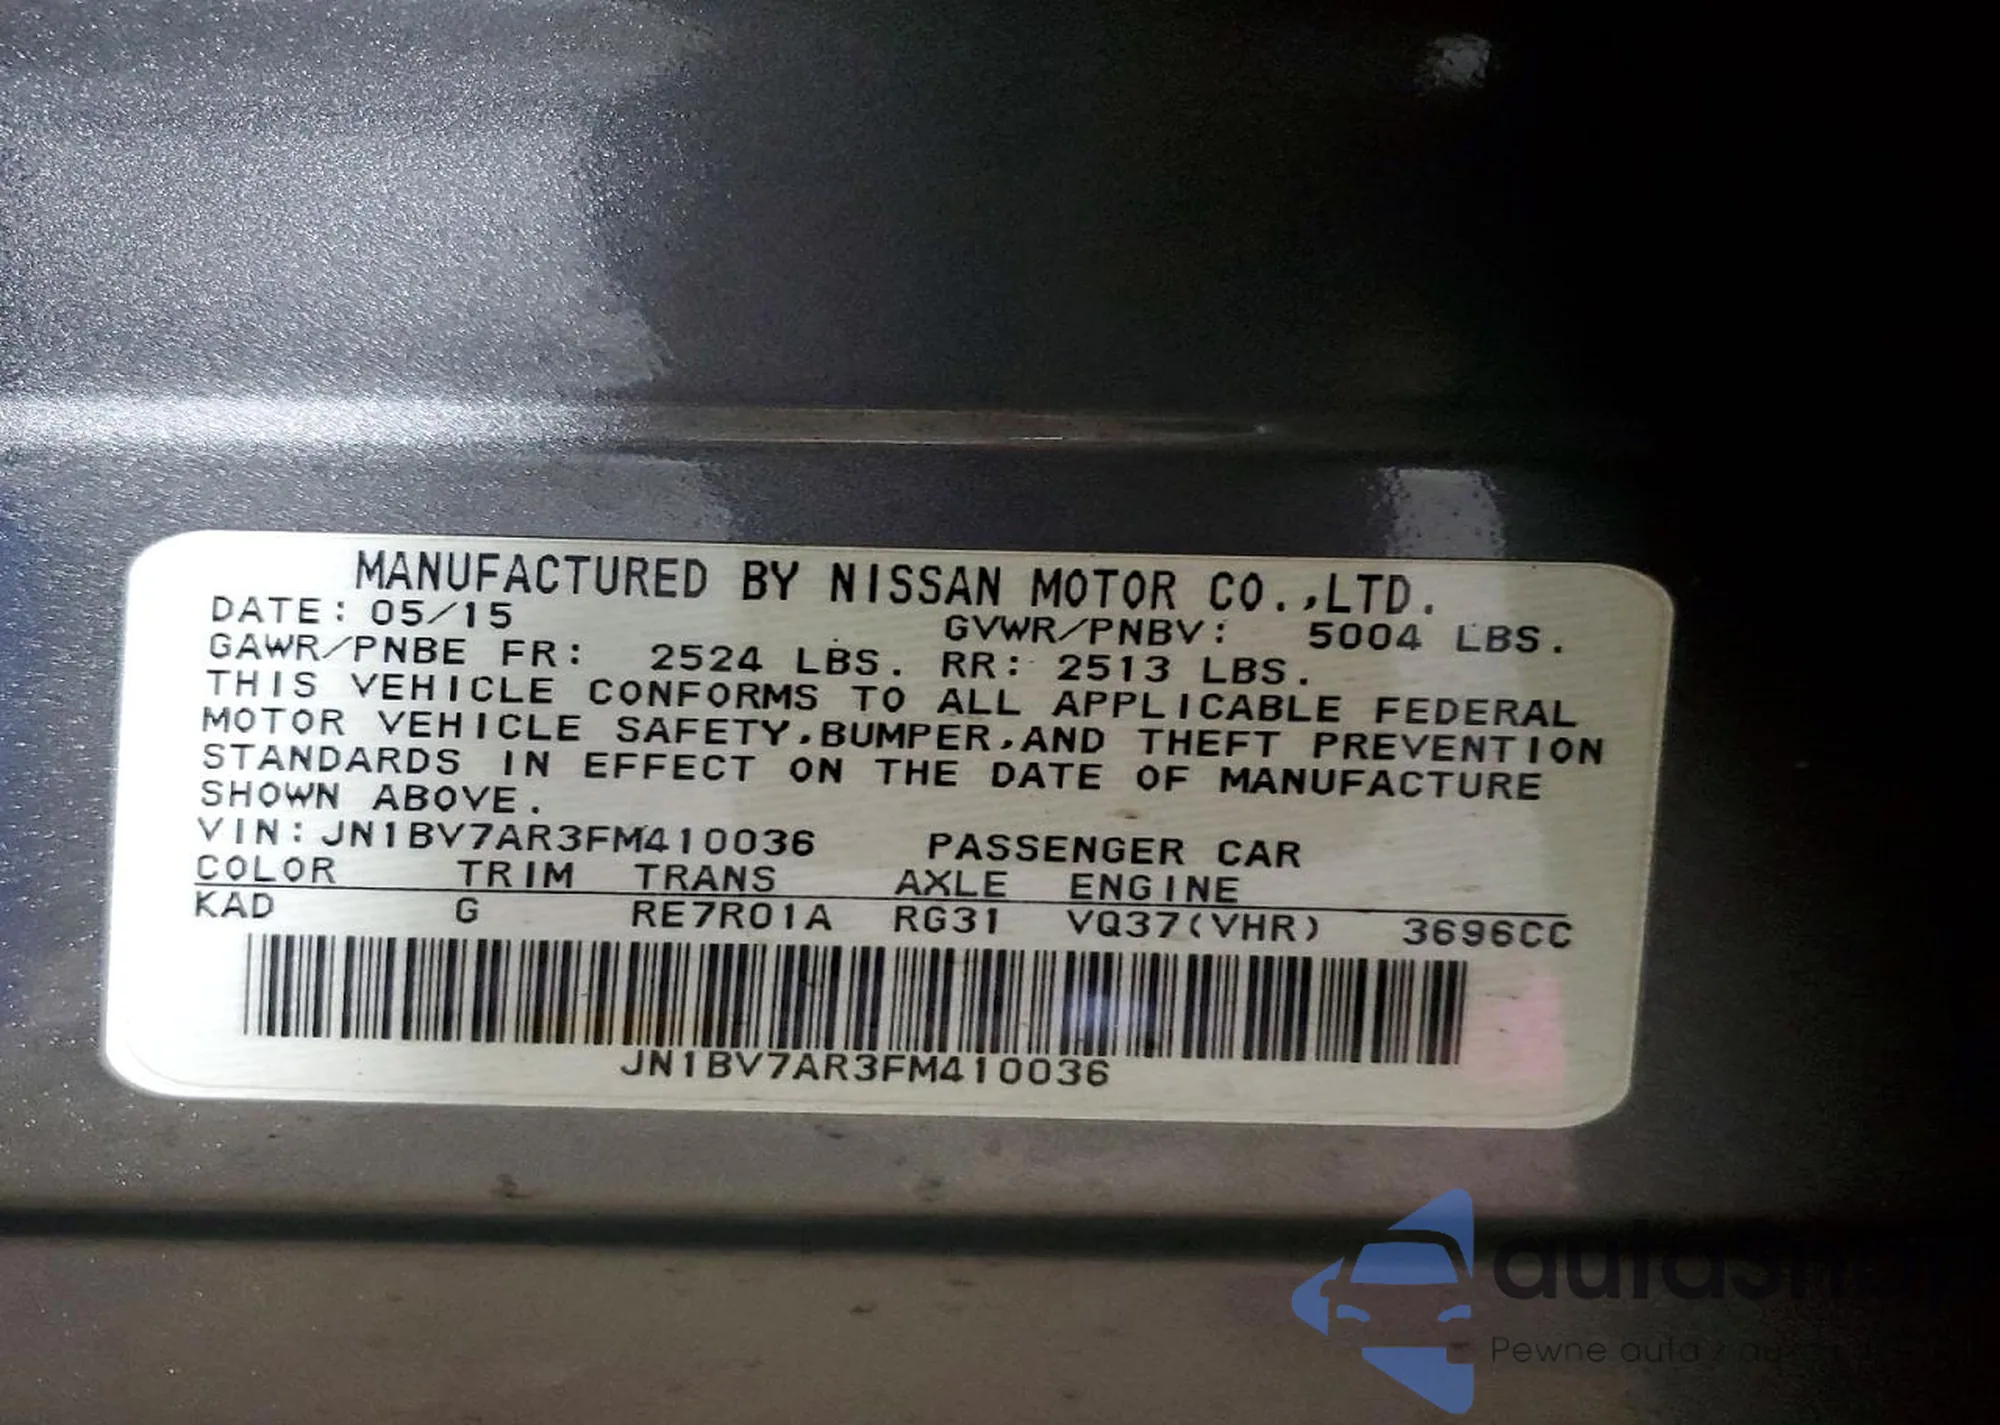 MANUFACTURED BY NISSAN MOTOR CO.,LTD.
DATE: 05/15 GVWR/PNBV: 5004 LBS.
GAWR/PNBE FR: 2524 LBS. RR: 2513 LBS.
THIS VEHICLE CONFORMS TO ALL APPLICABLE FEDERAL
MOTOR VEHICLE SAFETY,BUMPER,AND THEFT PREVENTION
STANDARDS IN EFFECT ON THE DATE OF MANUFACTURE
SHOWN ABOVE.
VIN: JN1BV7AR3FM410036 PASSENGER CAR
COLOR TRIM TRANS AXLE ENGINE
KAD G RE7R01A RG31 VQ37(VHR) 3696CC
JN1BV7AR3FM410036
autashop
Pewne auta z